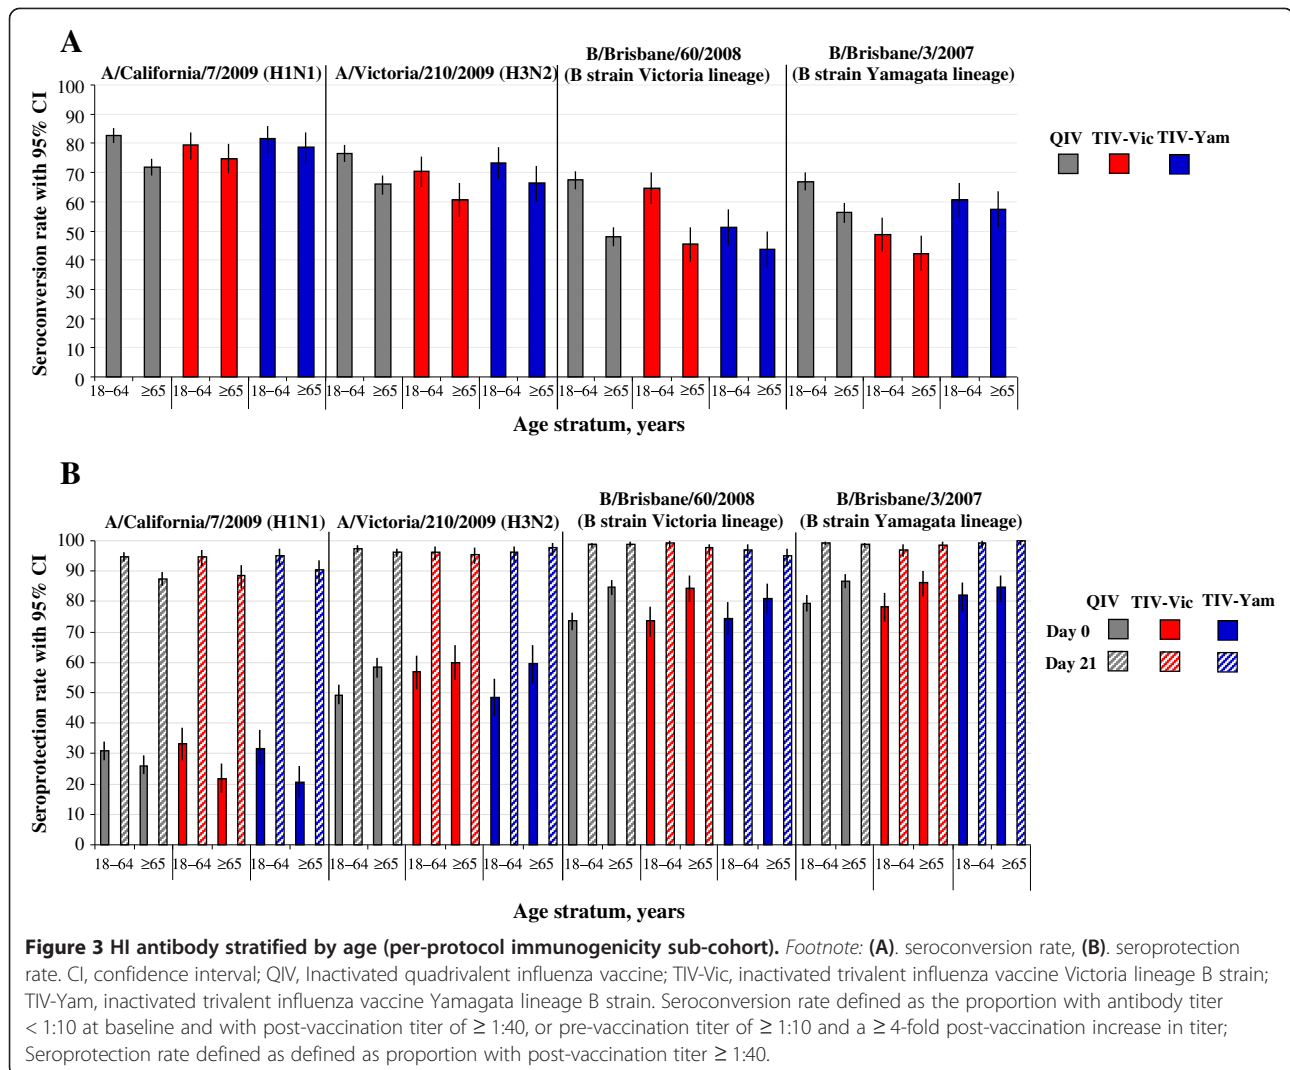 A
A/California/7/2009 (H1N1)
A/Victoria/210/2009 (H3N2)
B/Brisbane/60/2008
(B strain Victoria lineage)
B/Brisbane/3/2007
(B strain Yamagata lineage)
Seroconversion rate with 95% CI
100
90
80
70
60
50
40
30
20
10
0
18–64 ≥65 18–64 ≥65 18–64 ≥65 18–64 ≥65 18–64 ≥65 18–64 ≥65 18–64 ≥65 18–64 ≥65 18–64 ≥65 18–64 ≥65 18–64 ≥65 18–64 ≥65
Age stratum, years
QIV TIV-Vic TIV-Yam
B
A/California/7/2009 (H1N1)
A/Victoria/210/2009 (H3N2)
B/Brisbane/60/2008
(B strain Victoria lineage)
B/Brisbane/3/2007
(B strain Yamagata lineage)
Seroprotection rate with 95% CI
100
90
80
70
60
50
40
30
20
10
0
18–64 ≥65 18–64 ≥65 18–64 ≥65 18–64 ≥65 18–64 ≥65 18–64 ≥65 18–64 ≥65 18–64 ≥65 18–64 ≥65 18–64 ≥65 18–64 ≥65 18–64 ≥65
Age stratum, years
QIV TIV-Vic TIV-Yam
Day 0
Day 21
Figure 3 HI antibody stratified by age (per-protocol immunogenicity sub-cohort). Footnote: (A). seroconversion rate, (B). seroprotection
rate. CI, confidence interval; QIV, Inactivated quadrivalent influenza vaccine; TIV-Vic, inactivated trivalent influenza vaccine Victoria lineage B strain;
TIV-Yam, inactivated trivalent influenza vaccine Yamagata lineage B strain. Seroconversion rate defined as the proportion with antibody titer
< 1:10 at baseline and with post-vaccination titer of ≥ 1:40, or pre-vaccination titer of ≥ 1:10 and a ≥ 4-fold post-vaccination increase in titer;
Seroprotection rate defined as defined as proportion with post-vaccination titer ≥ 1:40.